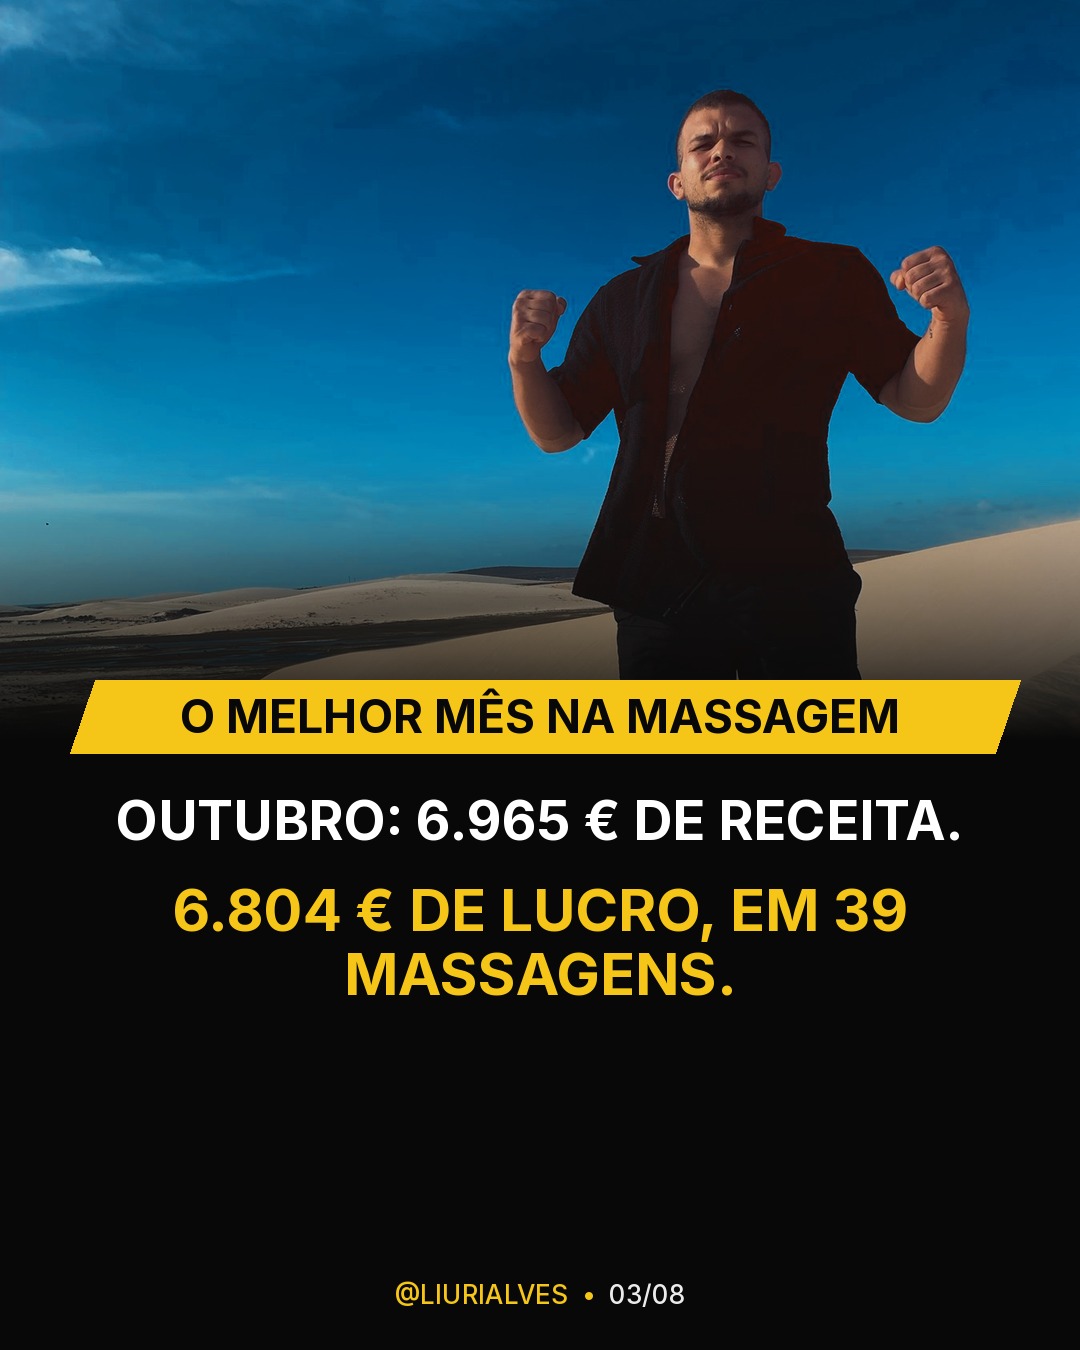 O MELHOR MÊS NA MASSAGEM
OUTUBRO: 6.965 € DE RECEITA.
6.804 € DE LUCRO, EM 39
MASSAGENS.
@LIURIALVES • 03/08